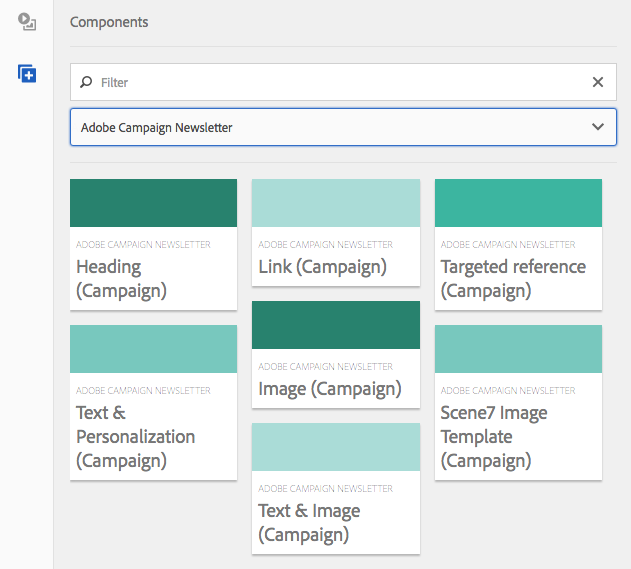 Components
Filter
Adobe Campaign Newsletter
ADOBE CAMPAIGN NEWSLETTER
Heading
(Campaign)
ADOBE CAMPAIGN NEWSLETTER
Link (Campaign)
ADOBE CAMPAIGN NEWSLETTER
Targeted reference
(Campaign)
ADOBE CAMPAIGN NEWSLETTER
Text &
Personalization
(Campaign)
ADOBE CAMPAIGN NEWSLETTER
Image (Campaign)
ADOBE CAMPAIGN NEWSLETTER
Scene7 Image
Template
(Campaign)
ADOBE CAMPAIGN NEWSLETTER
Text & Image
(Campaign)